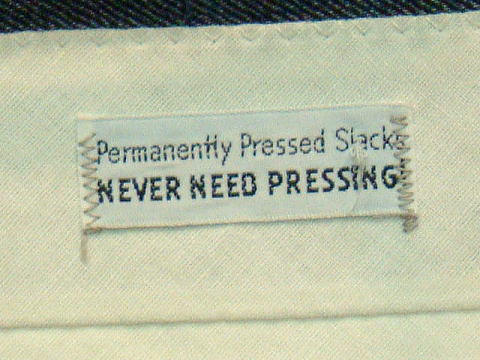 Permanently Pressed Slacks
NEVER NEED PRESSING